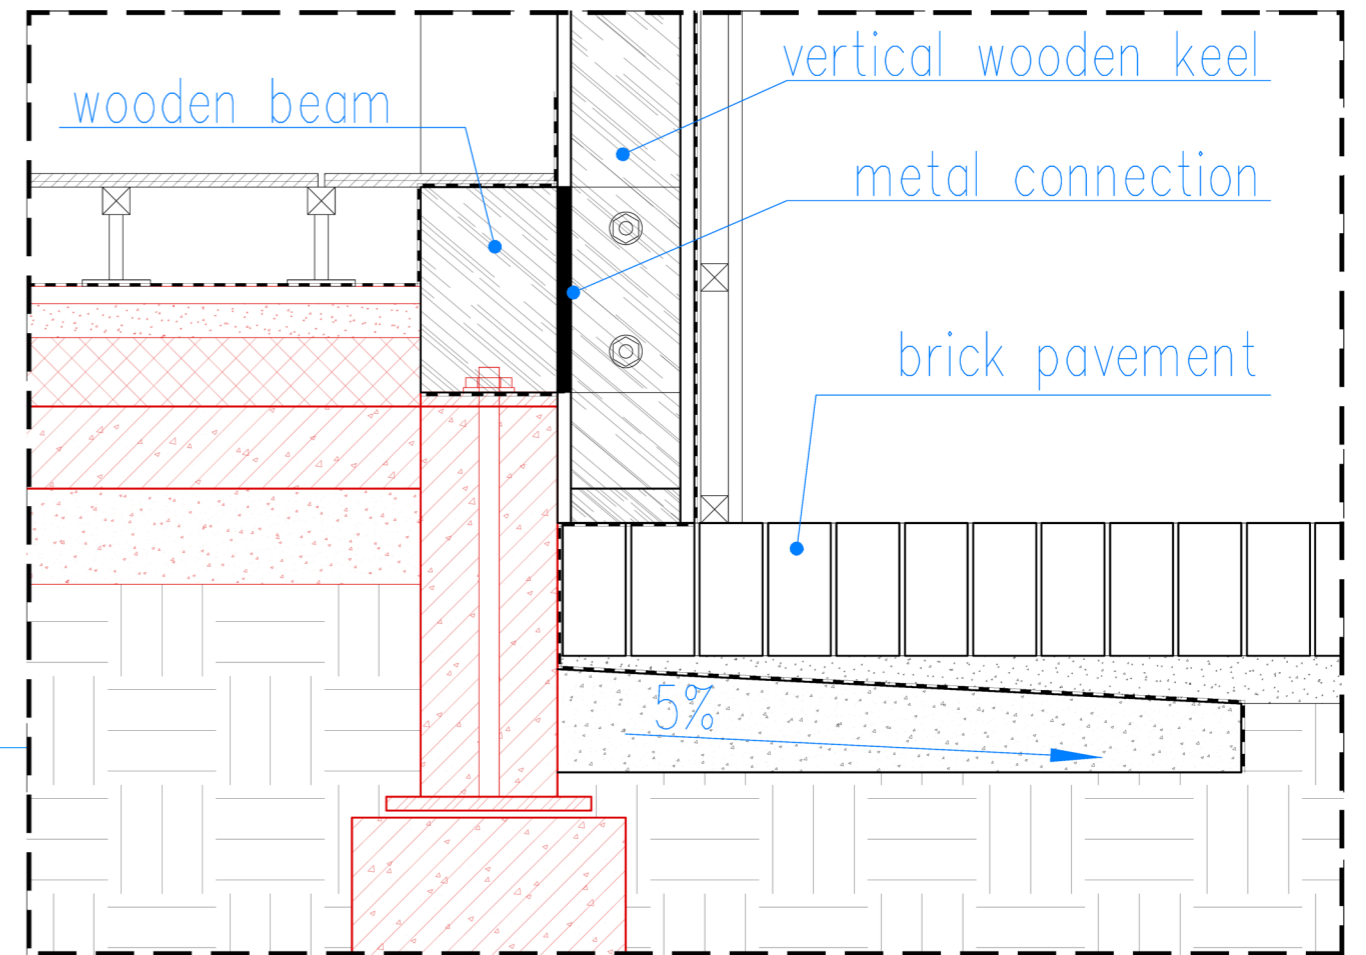 vertical wooden keel
wooden beam
metal connection
brick pavement
5%